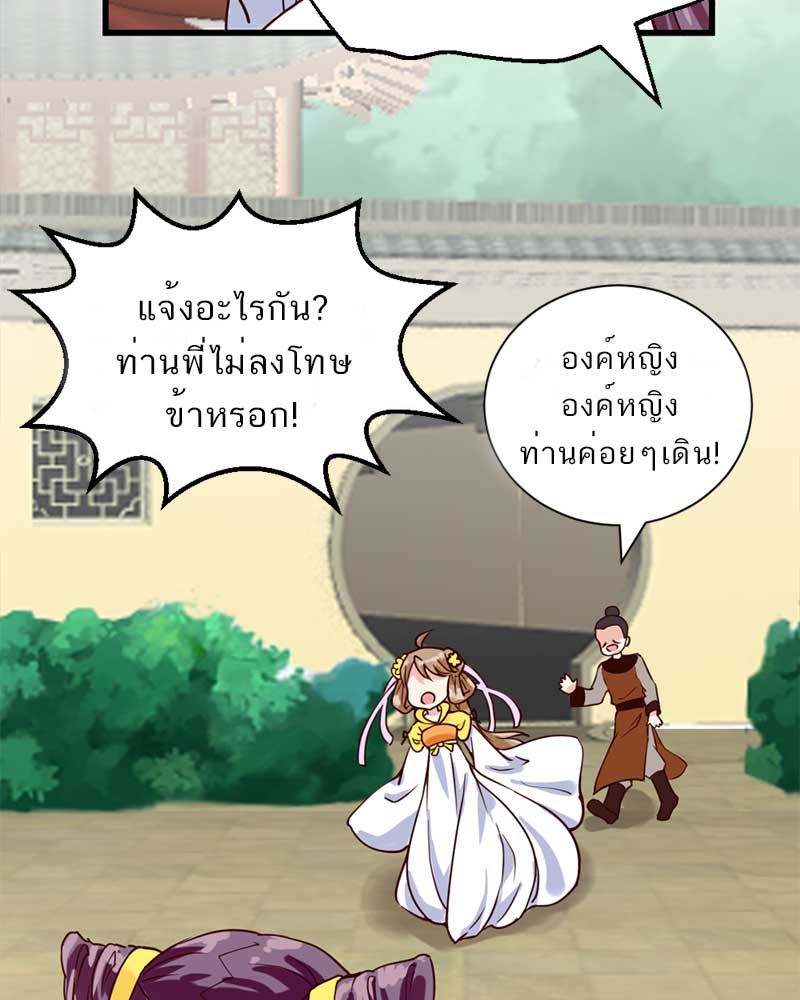 แจ้งอะไรกัน?
ท่านพี่ไม่ลงโทษ
ข้าหรอก!
องค์หญิง
องค์หญิง
ท่านค่อยๆเดิน!